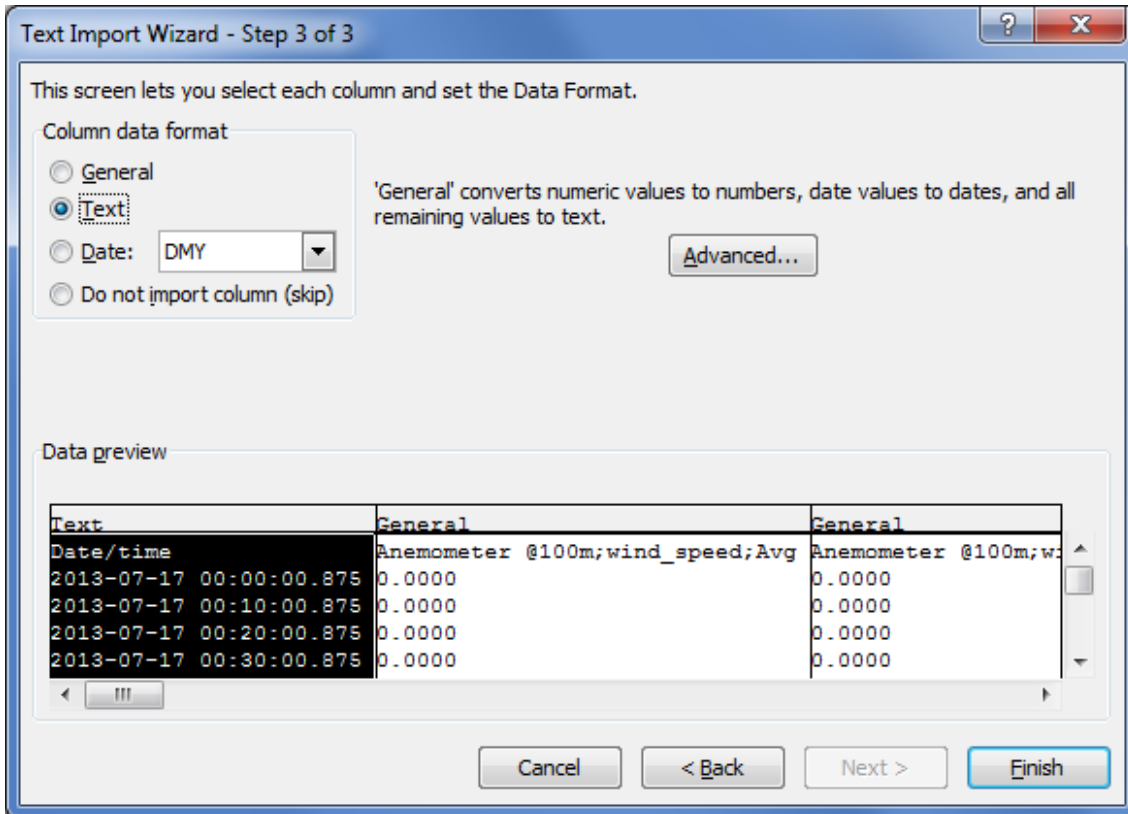 Text Import Wizard - Step 3 of 3
This screen lets you select each column and set the Data Format.
Column data format
General
Text
Date: DMY
Do not import column (skip)
'General' converts numeric values to numbers, date values to dates, and all
remaining values to text.
Advanced...
Data preview
Text General General
Date/time Anemometer @100m;wind_speed;Avg Anemometer @100m;wi
2013-07-17 00:00:00.875 0.0000 0.0000
2013-07-17 00:10:00.875 0.0000 0.0000
2013-07-17 00:20:00.875 0.0000 0.0000
2013-07-17 00:30:00.875 0.0000 0.0000
Cancel < Back Next > Finish